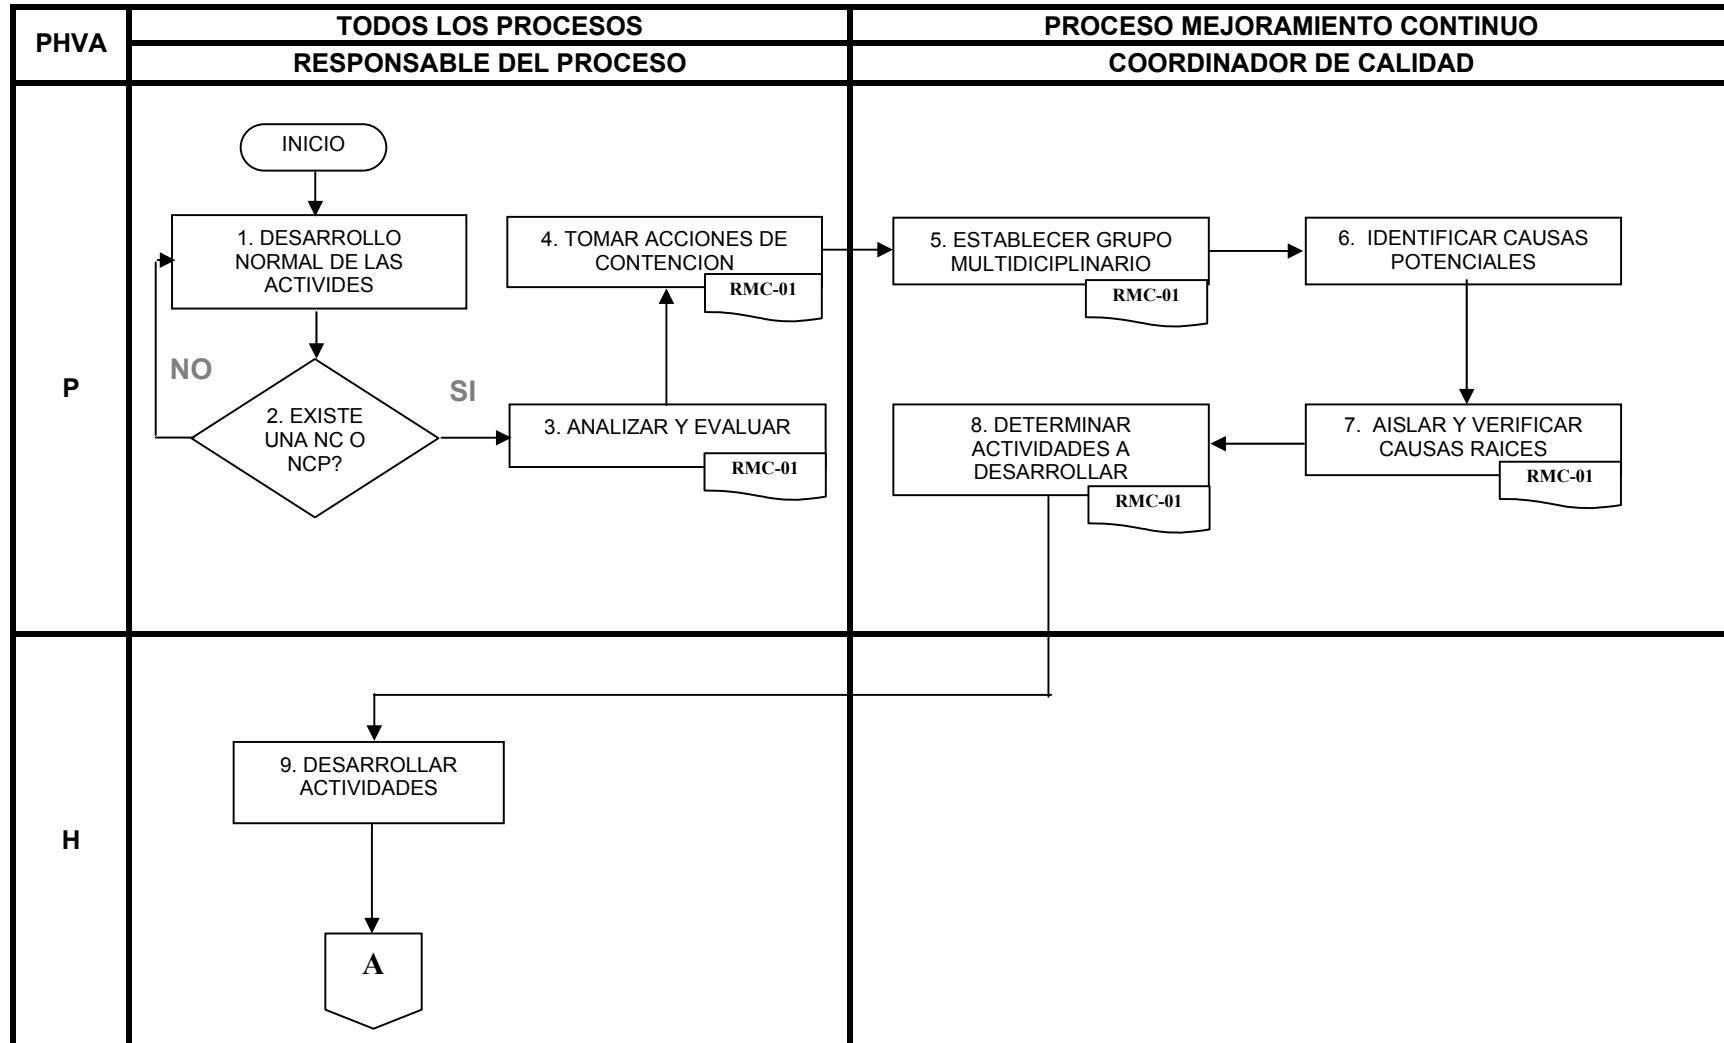 PHVA
TODOS LOS PROCESOS
PROCESO MEJORAMIENTO CONTINUO
RESPONSABLE DEL PROCESO
COORDINADOR DE CALIDAD
P
INICIO
1. DESARROLLO
NORMAL DE LAS
ACTIVIDES
NO
2. EXISTE
UNA NC O
NCP?
SI
3. ANALIZAR Y EVALUAR
RMC-01
4. TOMAR ACCIONES DE
CONTENCION
RMC-01
5. ESTABLECER GRUPO
MULTIDICIPLINARIO
RMC-01
6. IDENTIFICAR CAUSAS
POTENCIALES
7. AISLAR Y VERIFICAR
CAUSAS RAICES
RMC-01
8. DETERMINAR
ACTIVIDADES A
DESARROLLAR
RMC-01
H
9. DESARROLLAR
ACTIVIDADES
A